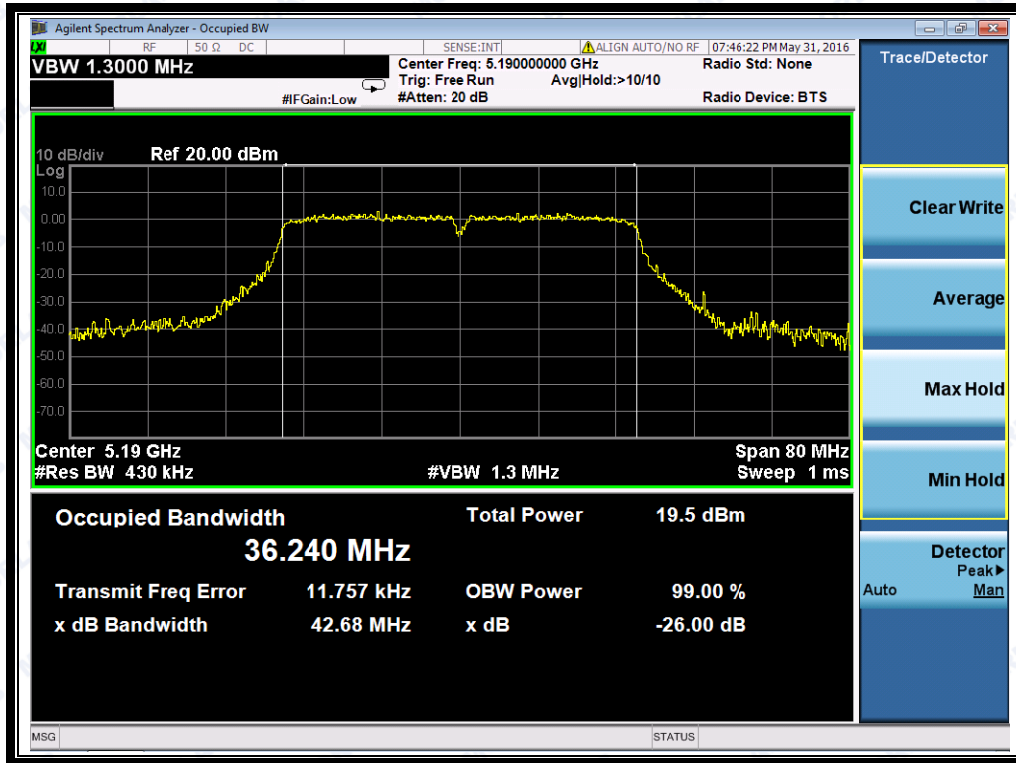 Agilent Spectrum Analyzer - Occupied BW
LXI RF 50 Ω DC SENSE:INT ALIGN AUTO/NO RF 07:46:22 PM May 31, 2016
VBW 1.3000 MHz
Center Freq: 5.190000000 GHz Radio Std: None
Trig: Free Run Avg|Hold:>10/10
#IFGain:Low #Atten: 20 dB Radio Device: BTS
10 dB/div Ref 20.00 dBm
Log
10.0
0.00
-10.0
-20.0
-30.0
-40.0
-50.0
-60.0
-70.0
Center 5.19 GHz Span 80 MHz
#Res BW 430 kHz #VBW 1.3 MHz Sweep 1 ms
Occupied Bandwidth Total Power 19.5 dBm
36.240 MHz
Transmit Freq Error 11.757 kHz OBW Power 99.00 %
x dB Bandwidth 42.68 MHz x dB -26.00 dB
MSG STATUS
Trace/Detector
Clear Write
Average
Max Hold
Min Hold
Detector
Peak▶
Auto Man